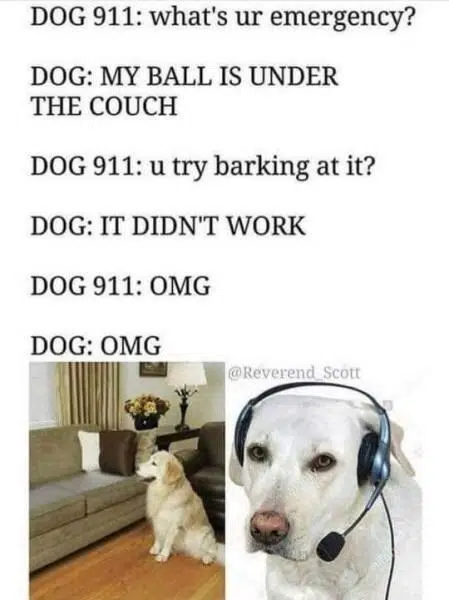 DOG 911: what's ur emergency?
DOG: MY BALL IS UNDER
THE COUCH
DOG 911: u try barking at it?
DOG: IT DIDN'T WORK
DOG 911: OMG
DOG: OMG
@Reverend_Scott